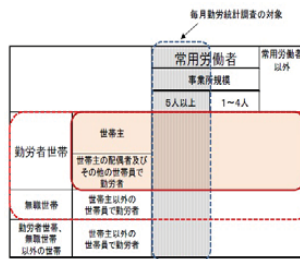 毎月勤労統計調査の対象
常用労働者
常用労働者
以外
事業所規模
5人以上
1～4人
勤労者世帯
世帯主
世帯主の配偶者及び
その他の世帯員で勤
労者
無職世帯
世帯主以外の
世帯員で勤労者
勤労者世帯、
無職世帯
以外の世帯
世帯主以外の
世帯員で勤労者